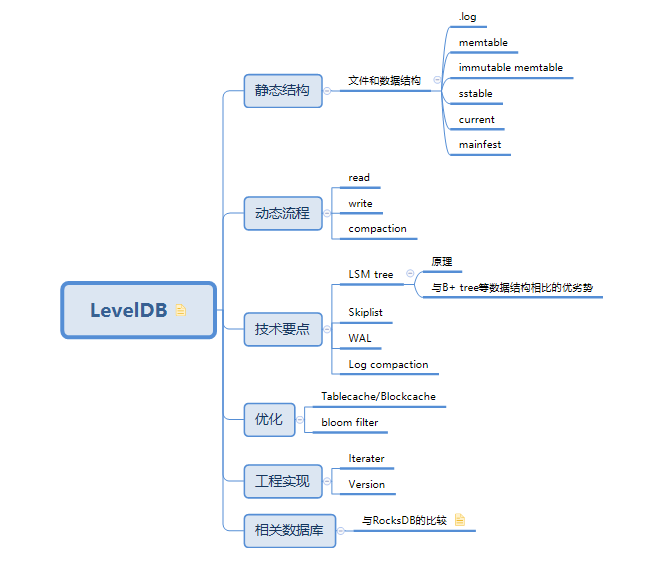 LevelDB
静态结构
文件和数据结构
.log
memtable
immutable memtable
sstable
current
mainfest
动态流程
read
write
compaction
技术要点
LSM tree
原理
与B+ tree等数据结构相比的优劣势
Skiplist
WAL
Log compaction
优化
Tablecache/Blockcache
bloom filter
工程实现
Iterater
Version
相关数据库
与RocksDB的比较